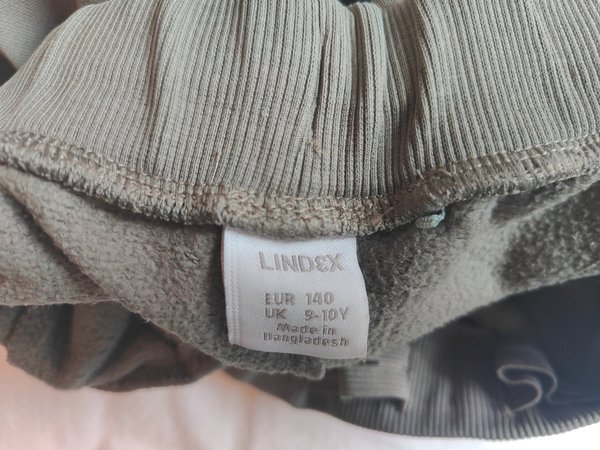 LINDEX
EUR 140
UK 9-10Y
Made in
Bangladesh